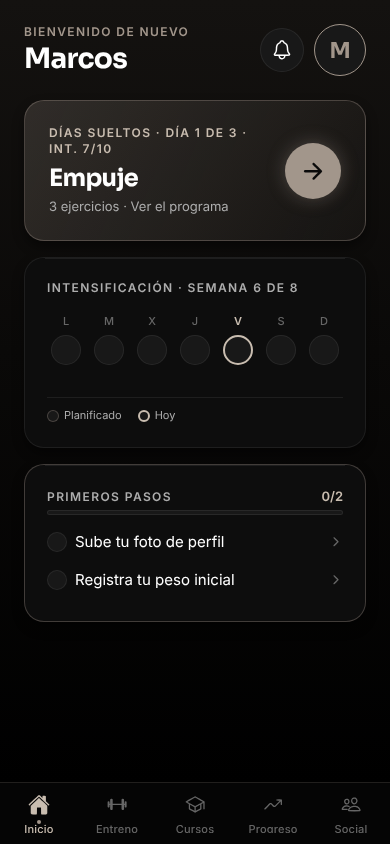 BIENVENIDO DE NUEVO
Marcos
M
DÍAS SUELTOS · DÍA 1 DE 3 ·
INT. 7/10
Empuje
3 ejercicios · Ver el programa
INTENSIFICACIÓN · SEMANA 6 DE 8
L M X J V S D
Planificado Hoy
PRIMEROS PASOS 0/2
Sube tu foto de perfil
Registra tu peso inicial
Inicio Entreno Cursos Progreso Social